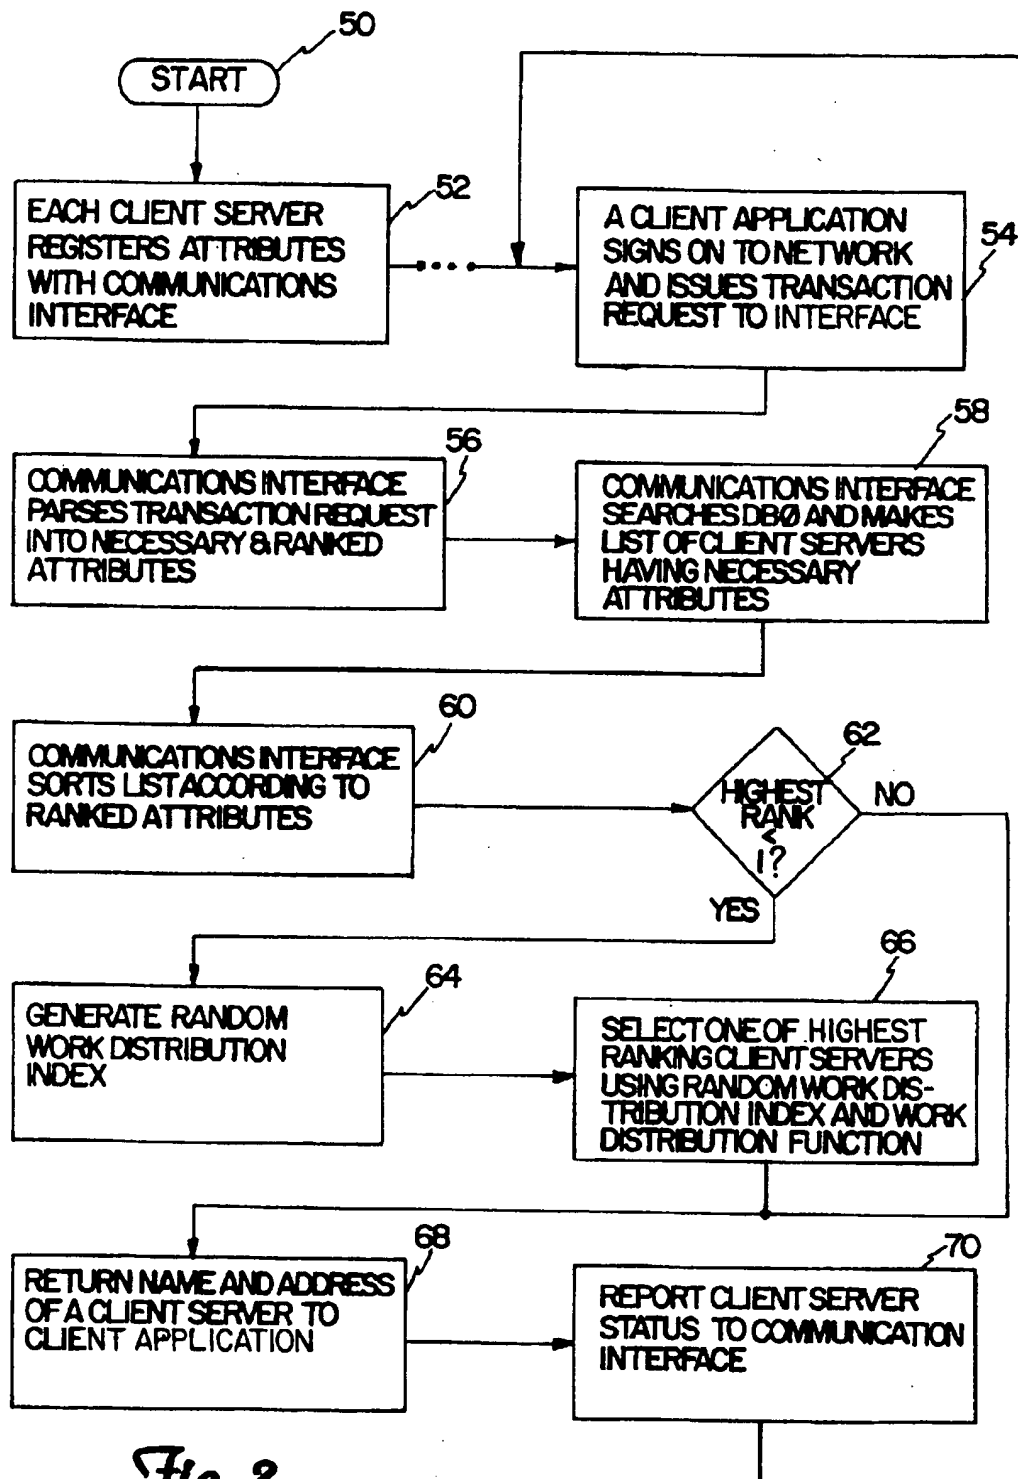 50
START
52
EACH CLIENT SERVER
REGISTERS ATTRIBUTES
WITH COMMUNICATIONS
INTERFACE
54
A CLIENT APPLICATION
SIGNS ON TO NETWORK
AND ISSUES TRANSACTION
REQUEST TO INTERFACE
56
COMMUNICATIONS INTERFACE
PARSES TRANSACTION REQUEST
INTO NECESSARY & RANKED
ATTRIBUTES
58
COMMUNICATIONS INTERFACE
SEARCHES DBØ AND MAKES
LIST OF CLIENT SERVERS
HAVING NECESSARY
ATTRIBUTES
60
COMMUNICATIONS INTERFACE
SORTS LIST ACCORDING TO
RANKED ATTRIBUTES
62
HIGHEST
RANK
<
1?
NO
YES
64
GENERATE RANDOM
WORK DISTRIBUTION
INDEX
66
SELECT ONE OF HIGHEST
RANKING CLIENT SERVERS
USING RANDOM WORK DIS-
TRIBUTION INDEX AND WORK
DISTRIBUTION FUNCTION
68
RETURN NAME AND ADDRESS
OF A CLIENT SERVER TO
CLIENT APPLICATION
70
REPORT CLIENT SERVER
STATUS TO COMMUNICATION
INTERFACE